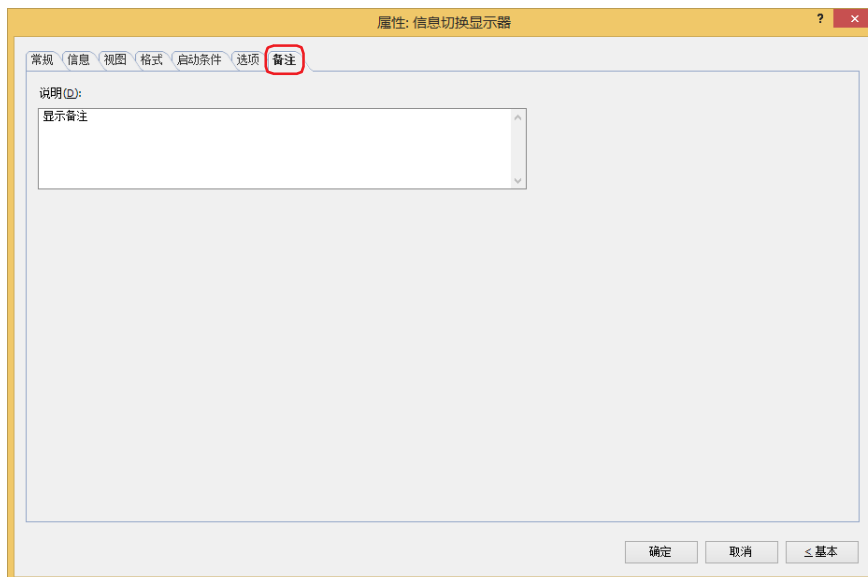 属性: 信息切换显示器
? ×
常规 信息 视图 格式 启动条件 选项 备注
说明(D):
显示备注
确定 取消 < 基本